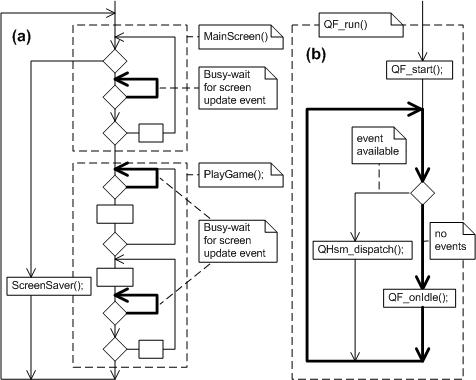 (a)
MainScreen()
Busy-wait
for screen
update event
PlayGame();
Busy-wait
for screen
update event
ScreenSaver();
QF_run()
(b)
QF_start();
event
available
no
events
QHsm_dispatch();
QF_onIdle();